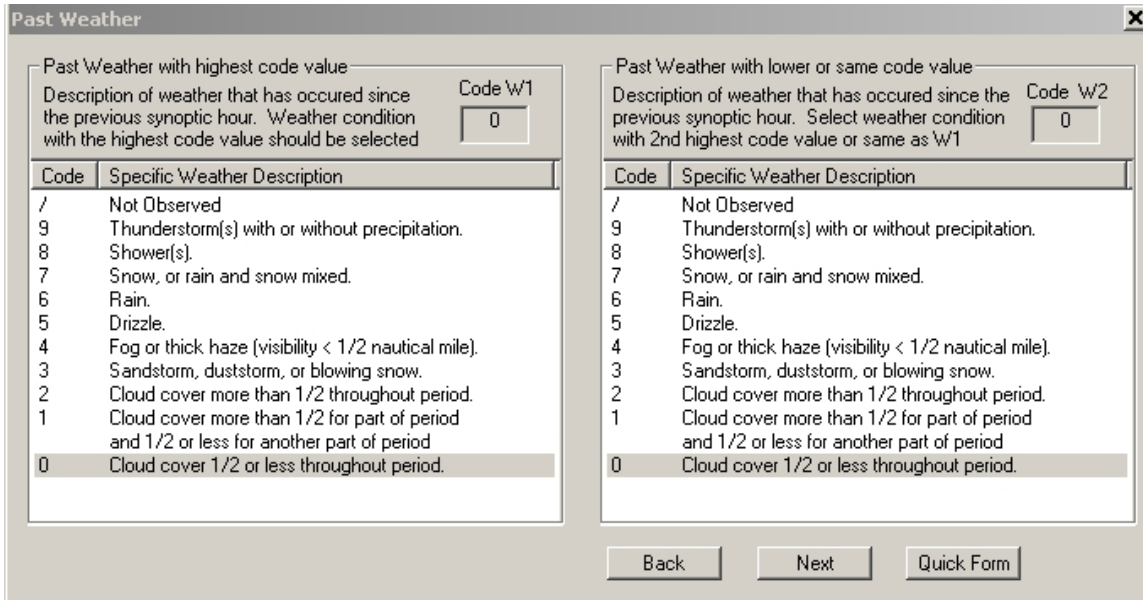 Past Weather
Past Weather with highest code value
Description of weather that has occured since
the previous synoptic hour. Weather condition
with the highest code value should be selected
Code W1
0
Code Specific Weather Description
/ Not Observed
9 Thunderstorm(s) with or without precipitation.
8 Shower(s).
7 Snow, or rain and snow mixed.
6 Rain.
5 Drizzle.
4 Fog or thick haze (visibility < 1/2 nautical mile).
3 Sandstorm, duststorm, or blowing snow.
2 Cloud cover more than 1/2 throughout period.
1 Cloud cover more than 1/2 for part of period
and 1/2 or less for another part of period
0 Cloud cover 1/2 or less throughout period.
Past Weather with lower or same code value
Description of weather that has occured since the
previous synoptic hour. Select weather condition
with 2nd highest code value or same as W1
Code W2
0
Code Specific Weather Description
/ Not Observed
9 Thunderstorm(s) with or without precipitation.
8 Shower(s).
7 Snow, or rain and snow mixed.
6 Rain.
5 Drizzle.
4 Fog or thick haze (visibility < 1/2 nautical mile).
3 Sandstorm, duststorm, or blowing snow.
2 Cloud cover more than 1/2 throughout period.
1 Cloud cover more than 1/2 for part of period
and 1/2 or less for another part of period
0 Cloud cover 1/2 or less throughout period.
Back Next Quick Form